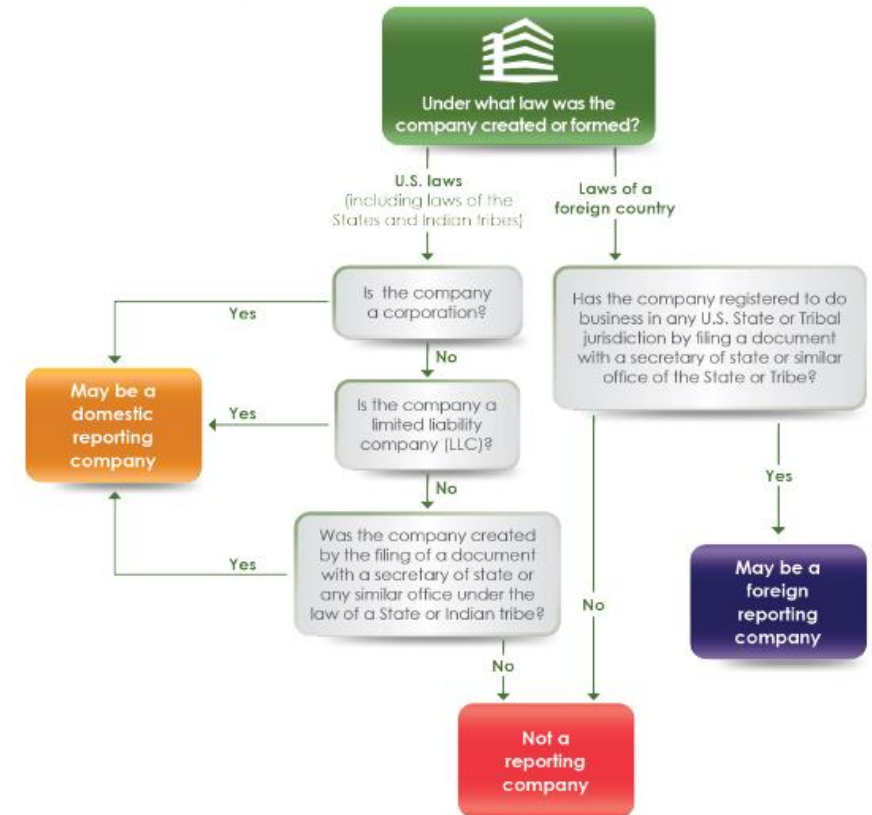 Under what law was the
company created or formed?
U.S. laws
(including laws of the
States and Indian tribes)
Laws of a
foreign country
Is the company
a corporation?
Yes
No
Has the company registered to do
business in any U.S. State or Tribal
jurisdiction by filing a document
with a secretary of state or similar
office of the State or Tribe?
May be a
domestic
reporting
company
Yes
Is the company a
limited liability
company (LLC)?
No
Yes
Was the company created
by the filing of a document
with a secretary of state or
any similar office under the
law of a State or Indian tribe?
Yes
No
May be a
foreign
reporting
company
No
Not a
reporting
company